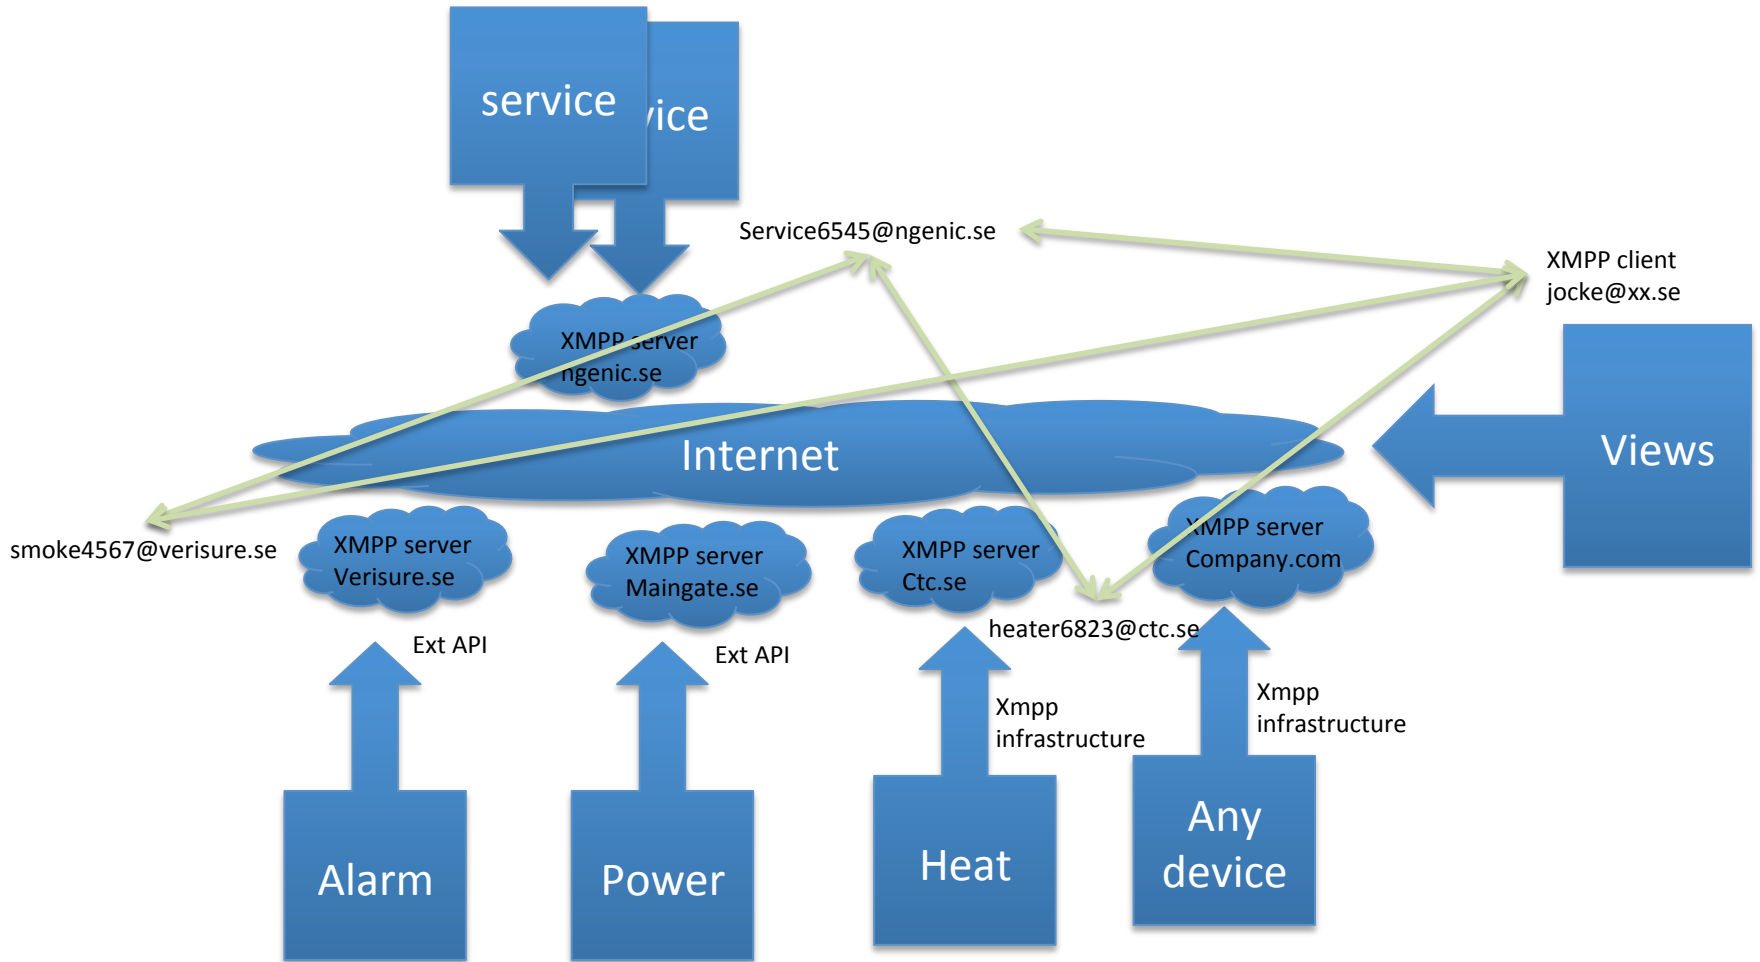 service
vice
Service6545@ngenic.se
XMPP client
jocke@xx.se
XMPP server
ngenic.se
Internet
Views
smoke4567@verisure.se
XMPP server
Verisure.se
XMPP server
Maingate.se
XMPP server
Ctc.se
XMPP server
Company.com
heater6823@ctc.se
Ext API
Ext API
Xmpp
infrastructure
Xmpp
infrastructure
Alarm
Power
Heat
Any
device